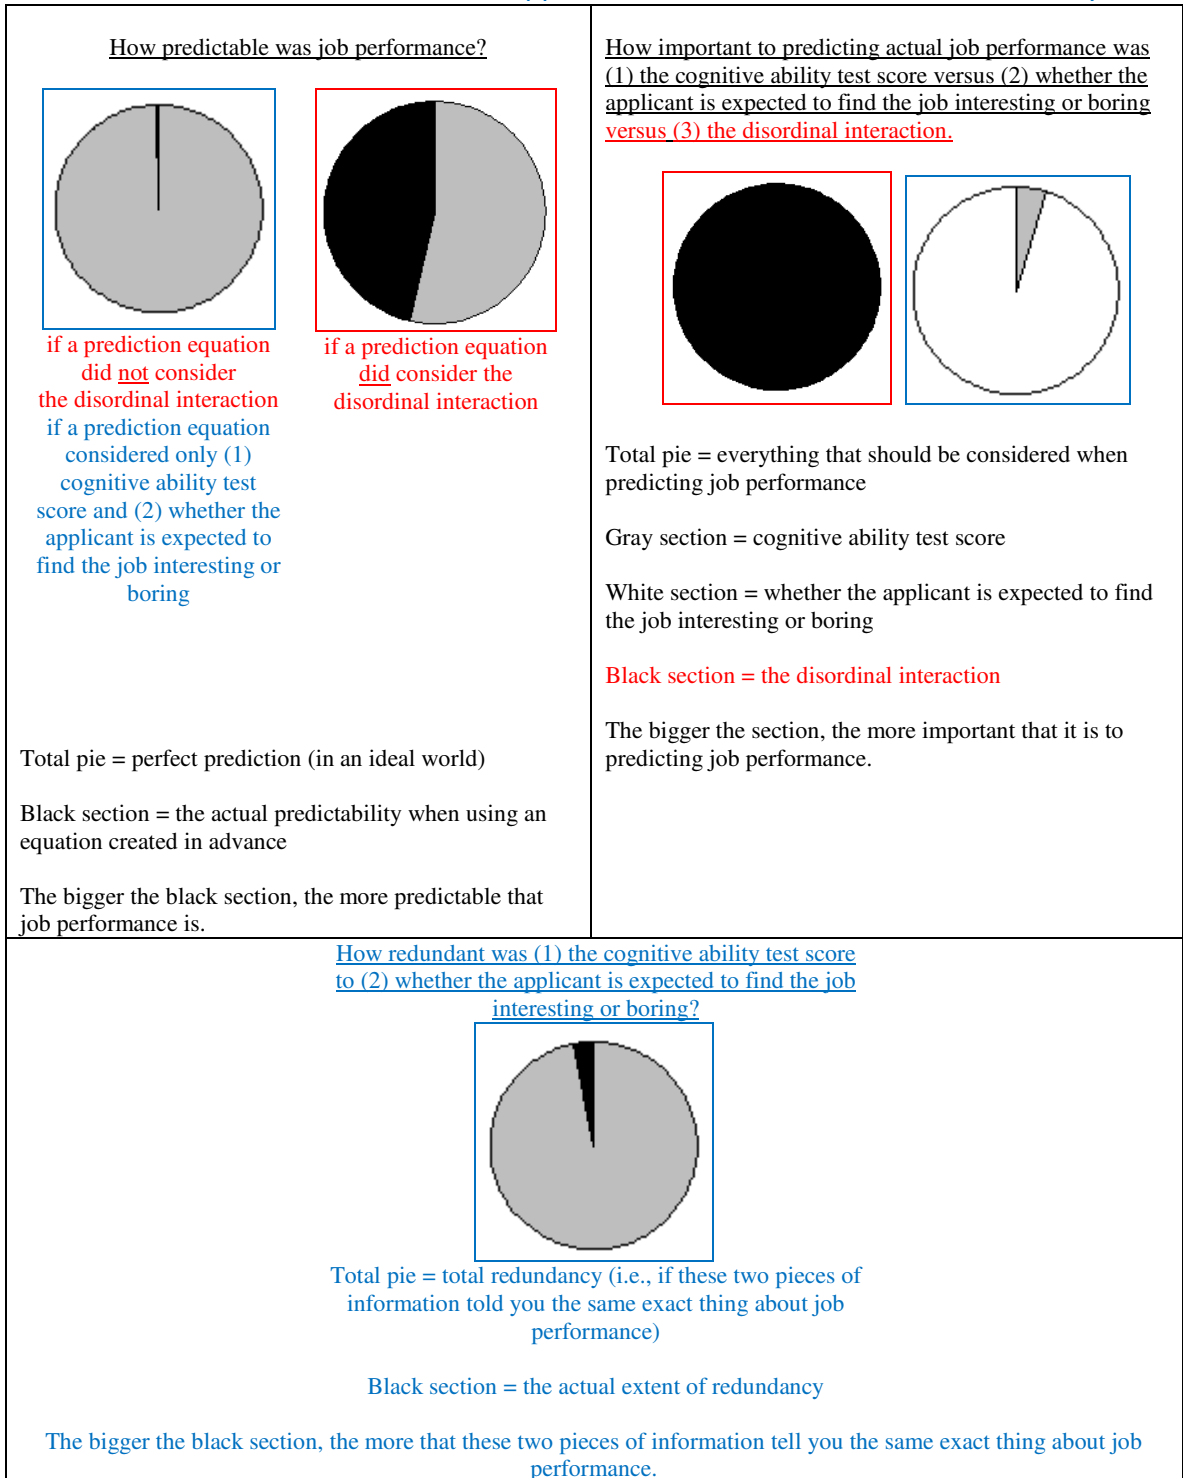 How predictable was job performance?
if a prediction equation
did not consider
the disordinal interaction
if a prediction equation
considered only (1)
cognitive ability test
score and (2) whether the
applicant is expected to
find the job interesting or
boring
if a prediction equation
did consider the
disordinal interaction
Total pie = perfect prediction (in an ideal world)
Black section = the actual predictability when using an
equation created in advance
The bigger the black section, the more predictable that
job performance is.
How important to predicting actual job performance was
(1) the cognitive ability test score versus (2) whether the
applicant is expected to find the job interesting or boring
versus (3) the disordinal interaction.
Total pie = everything that should be considered when
predicting job performance
Gray section = cognitive ability test score
White section = whether the applicant is expected to find
the job interesting or boring
Black section = the disordinal interaction
The bigger the section, the more important that it is to
predicting job performance.
How redundant was (1) the cognitive ability test score
to (2) whether the applicant is expected to find the job
interesting or boring?
Total pie = total redundancy (i.e., if these two pieces of
information told you the same exact thing about job
performance)
Black section = the actual extent of redundancy
The bigger the black section, the more that these two pieces of information tell you the same exact thing about job
performance.